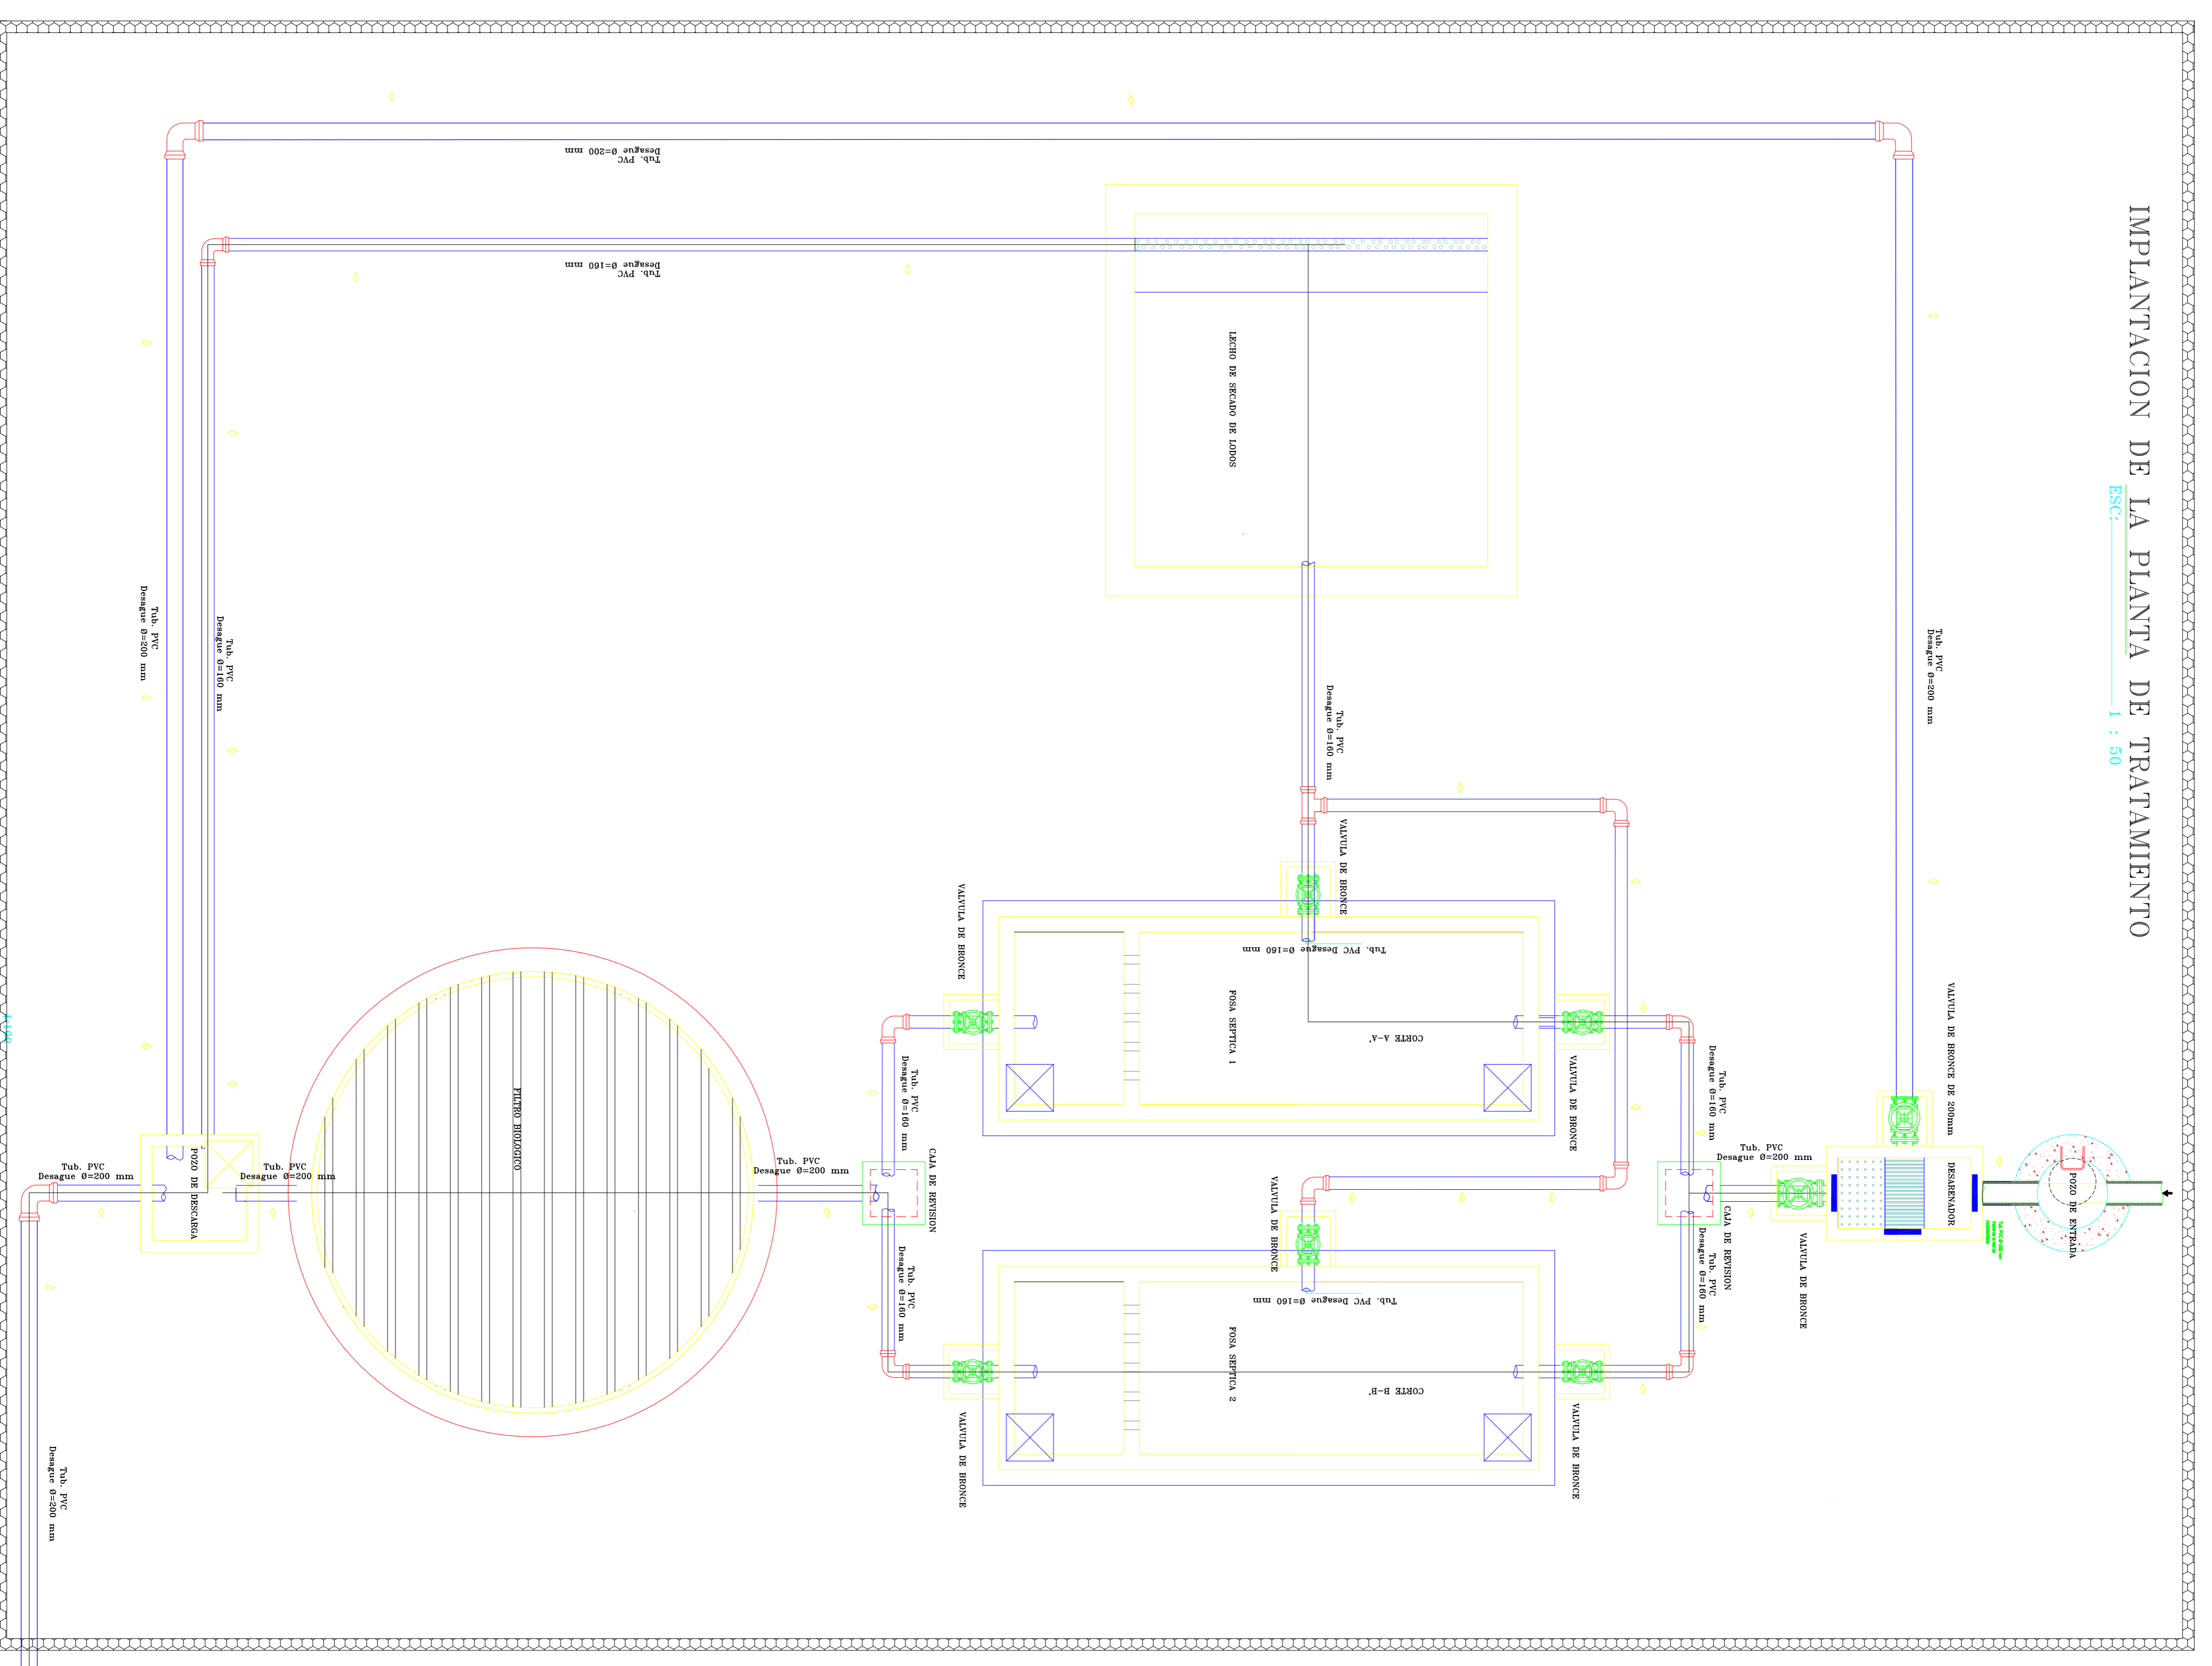 IMPLANTACION DE LA PLANTA DE TRATAMIENTO
ESC: 1 : 50
Tub. PVC
Desague Ø=200 mm
Tub. PVC
Desague Ø=160 mm
LECHO DE SECADO DE LODOS
Tub. PVC
Desague Ø=200 mm
Tub. PVC
Desague Ø=160 mm
Tub. PVC
Desague Ø=160 mm
Tub. PVC
Desague Ø=200 mm
VALVULA DE BRONCE
VALVULA DE BRONCE
Tub. PVC Desague Ø=160 mm
FOSA SEPTICA 1
CORTE A-A'
VALVULA DE BRONCE
VALVULA DE BRONCE DE 200mm
Tub. PVC
Desague Ø=160 mm
Tub. PVC
Desague Ø=160 mm
FILTRO BIOLOGICO
CAJA DE REVISION
Tub. PVC
Desague Ø=200 mm
Tub. PVC
Desague Ø=200 mm
POZO DE DESCARGA
Tub. PVC
Desague Ø=200 mm
Tub. PVC
Desague Ø=200 mm
DESARENADOR
POZO DE ENTRADA
VALVULA DE BRONCE
CAJA DE REVISION
VALVULA DE BRONCE
Tub. PVC
Desague Ø=160 mm
Tub. PVC
Desague Ø=160 mm
Tub. PVC Desague Ø=160 mm
FOSA SEPTICA 2
CORTE B-B'
VALVULA DE BRONCE
VALVULA DE BRONCE
Tub. PVC
Desague Ø=200 mm